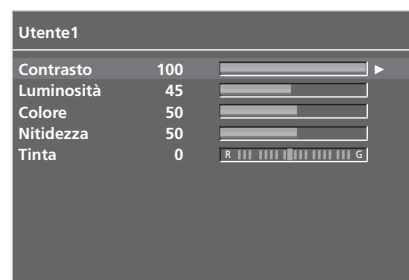 Utente1
Contrasto 100
Luminosità 45
Colore 50
Nitidezza 50
Tinta 0 R G